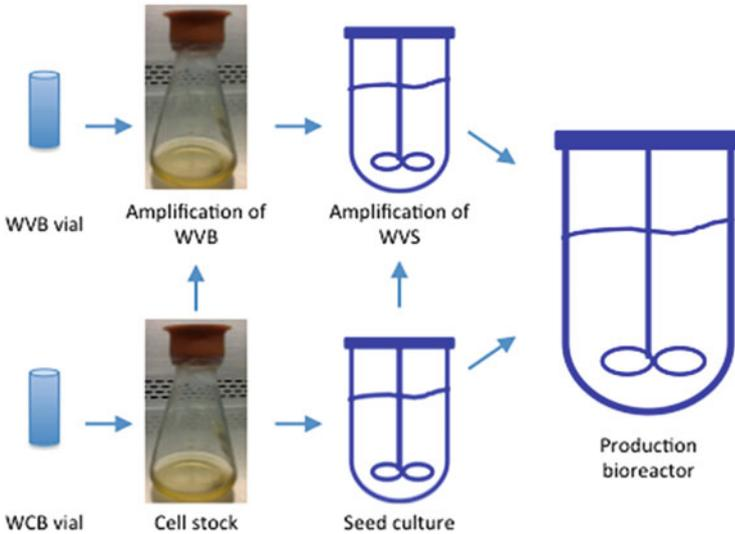 WVB vial
Amplification of
WVB
Amplification of
WVS
WCB vial
Cell stock
Seed culture
Production
bioreactor